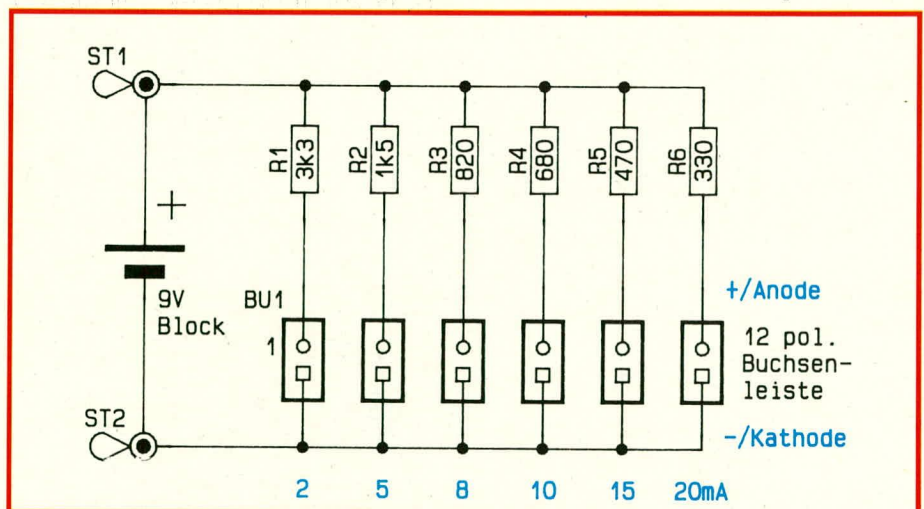 ST1
R1 3k3
R2 1k5
R3 820
R4 680
R5 470
R6 330
+
9V
Block
BU1
1
+/Anode
12 pol.
Buchsen-
leiste
ST2
-/Kathode
2 5 8 10 15 20mA